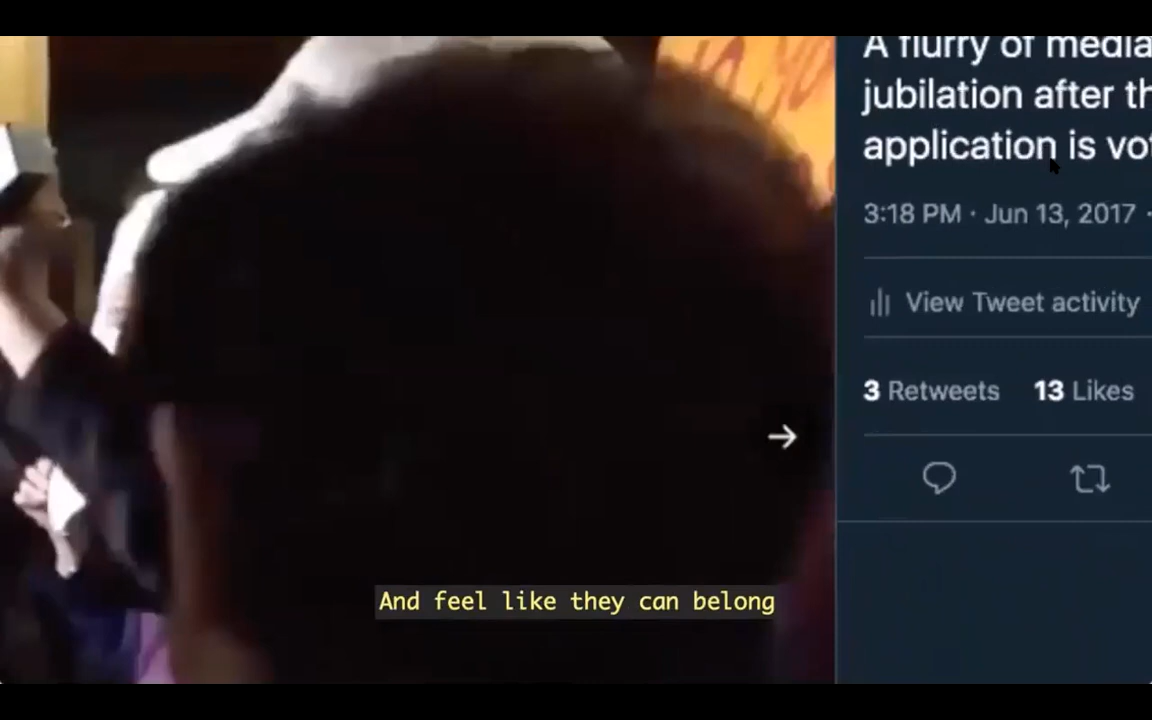 A flurry of media
jubilation after th
application is vot
3:18 PM · Jun 13, 2017 ·
View Tweet activity
3 Retweets 13 Likes
And feel like they can belong